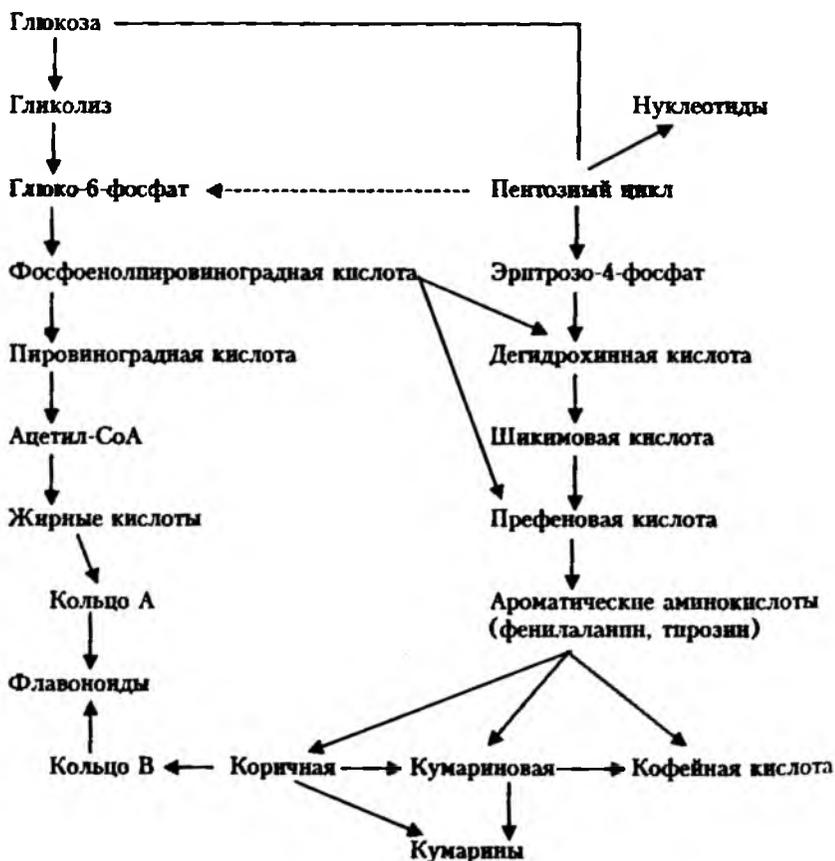 Глюкоза
Гликолиз
Нуклеотиды
Глюко-6-фосфат
Пентозный цикл
Фосфоенолпировиноградная кислота
Эритрозо-4-фосфат
Пировиноградная кислота
Дегидрохинная кислота
Ацетил-СоА
Шикимовая кислота
Жирные кислоты
Префеновая кислота
Кольцо А
Ароматические аминокислоты
(фенилаланин, тирозин)
Флавоноиды
Кольцо В
Коричная
Кумариновая
Кофейная кислота
Кумарины